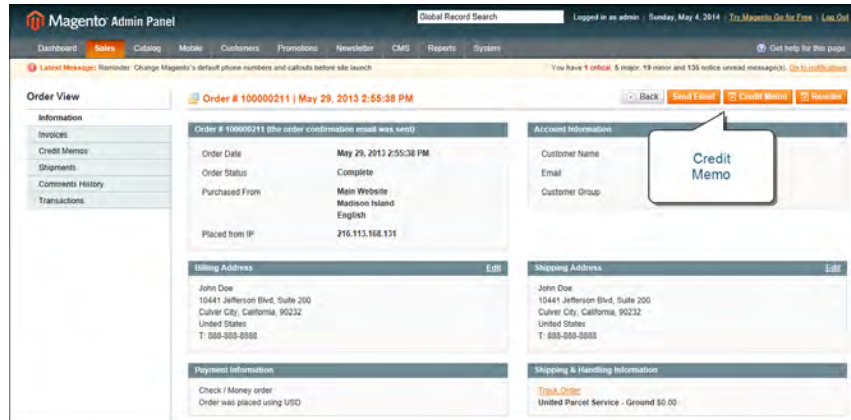 Magento Admin Panel
Global Record Search
Logged in as admin | Sunday, May 4, 2014 | Try Magento Go for Free | Log Out
Dashboard Sales Catalog Mobile Customers Promotions Newsletter CMS Reports System
Get help for this page
Latest Message: Reminder: Change Magento's default phone numbers and callouts before site launch
You have 1 critical, 5 major, 19 minor and 135 notice unread message(s). Go to notifications
Order View
Information
Invoices
Credit Memos
Shipments
Comments History
Transactions
Order # 100000211 | May 29, 2013 2:55:38 PM
Back Send Email Credit Memo Reorder
Order # 100000211 (the order confirmation email was sent)
Order Date May 29, 2013 2:55:38 PM
Order Status Complete
Purchased From Main Website
Madison Island
English
Placed from IP 216.113.168.131
Account Information
Customer Name
Email
Customer Group
Credit
Memo
Billing Address Edit
John Doe
10441 Jefferson Blvd, Suite 200
Culver City, California, 90232
United States
T: 888-888-8888
Shipping Address Edit
John Doe
10441 Jefferson Blvd, Suite 200
Culver City, California, 90232
United States
T: 888-888-8888
Payment Information
Check / Money order
Order was placed using USD
Shipping & Handling Information
Track Order
United Parcel Service - Ground $0.00